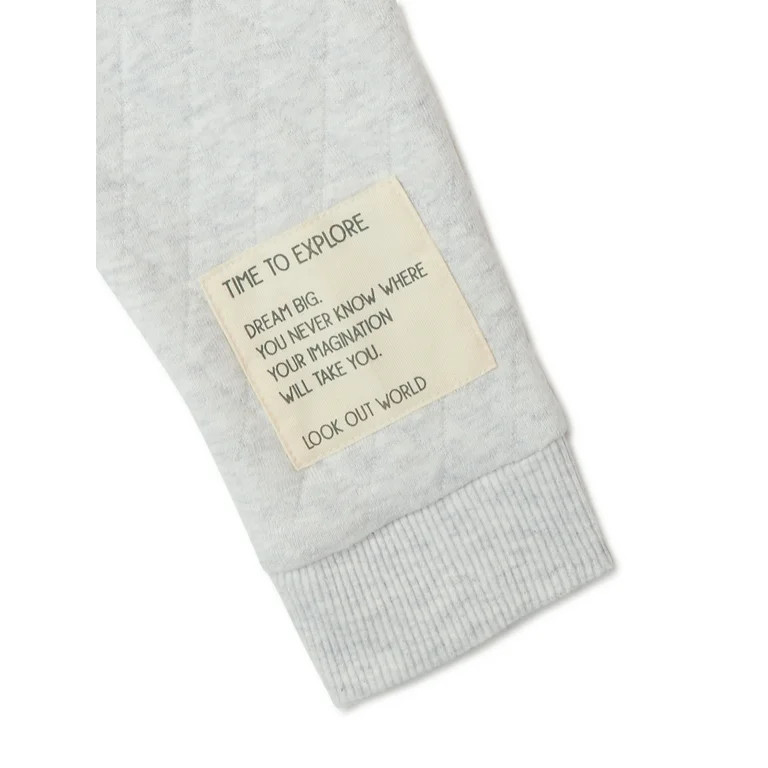 TIME TO EXPLORE
DREAM BIG.
YOU NEVER KNOW WHERE
YOUR IMAGINATION
WILL TAKE YOU.
LOOK OUT WORLD